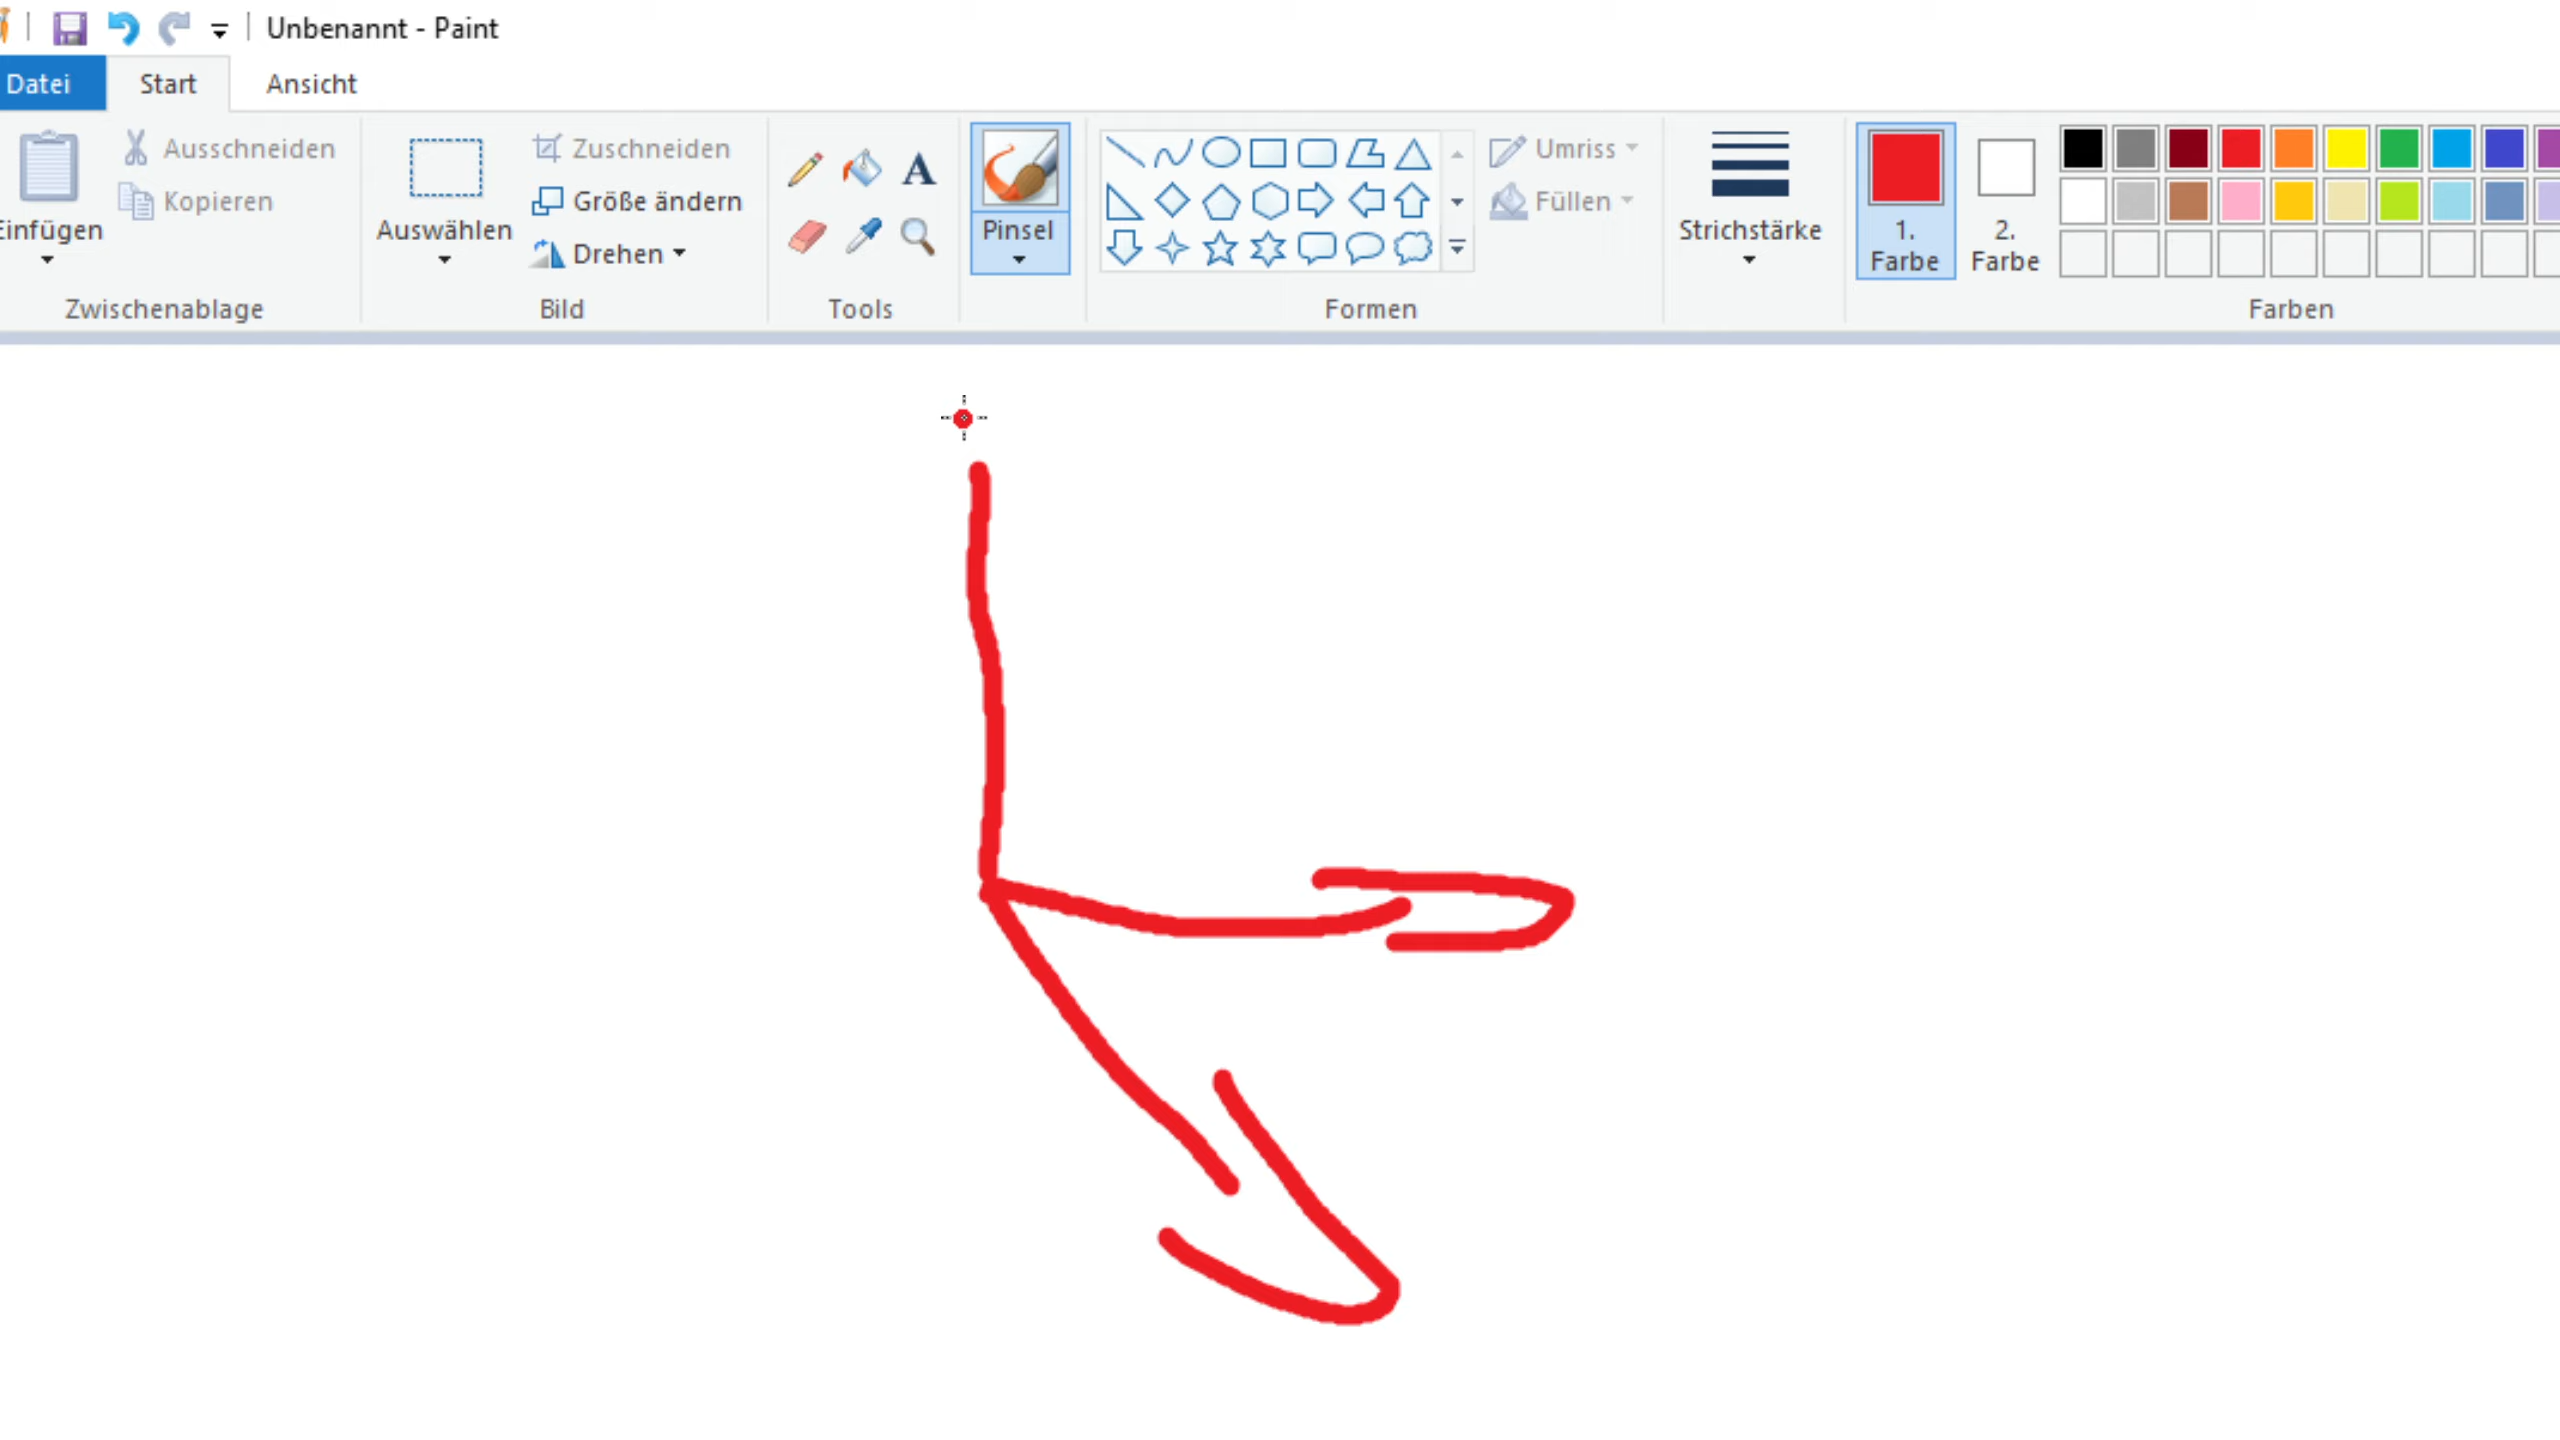 Unbenannt - Paint
Datei Start Ansicht
Ausschneiden
Kopieren
Einfügen
Zwischenablage
Auswählen
Zuschneiden
Größe ändern
Drehen
Bild
A
Tools
Pinsel
Formen
Umriss
Füllen
Strichstärke
1.
Farbe
2.
Farbe
Farben